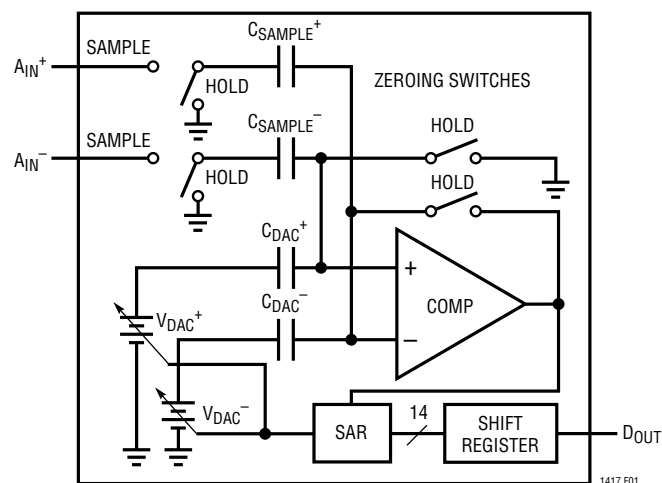 CSAMPLE+
SAMPLE
AIN+
ZEROING SWITCHES
HOLD
CSAMPLE–
SAMPLE
HOLD
AIN–
HOLD
HOLD
CDAC+
+
CDAC–
COMP
VDAC+
–
VDAC–
14
SAR
SHIFT
REGISTER
DOUT
1417 F01